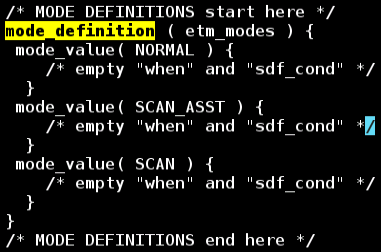 /* MODE DEFINITIONS start here */
mode_definition ( etm_modes ) {
 mode_value( NORMAL ) {
    /* empty "when" and "sdf_cond" */
  }
 mode_value( SCAN_ASST ) {
    /* empty "when" and "sdf_cond" */
  }
 mode_value( SCAN ) {
    /* empty "when" and "sdf_cond" */
  }
}
/* MODE DEFINITIONS end here */